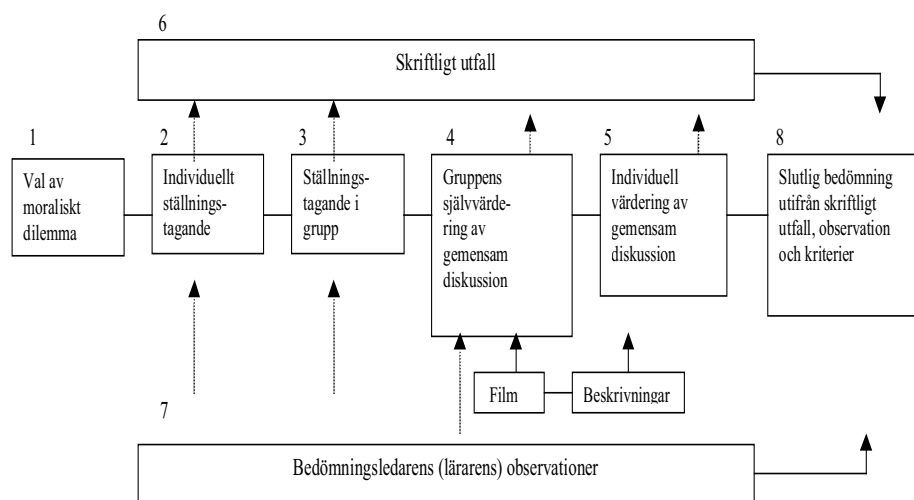 6
Skriftligt utfall
1
Val av
moraliskt
dilemma
2
Individuellt
ställnings-
tagande
3
Ställnings-
tagande i
grupp
4
Gruppens
självvärde-
ring av
gemensam
diskussion
5
Individuell
värdering av
gemensam
diskussion
8
Slutlig bedömning
utifrån skriftligt
utfall, observation
och kriterier
Film
Beskrivningar
7
Bedömningsledarens (lärarens) observationer